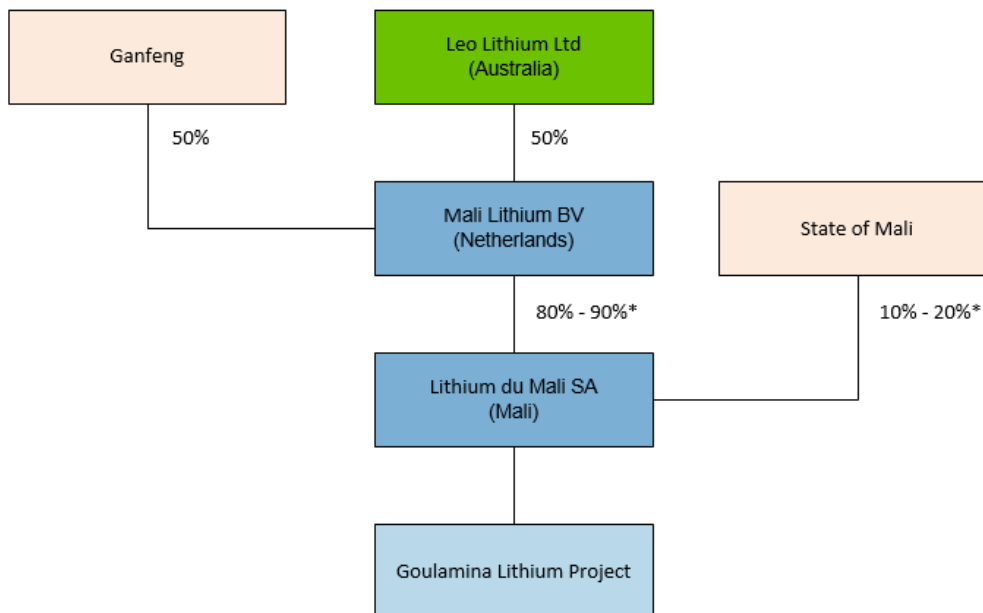 Ganfeng
Leo Lithium Ltd
(Australia)
50%
50%
Mali Lithium BV
(Netherlands)
State of Mali
80% - 90%*
10% - 20%*
Lithium du Mali SA
(Mali)
Goulamina Lithium Project